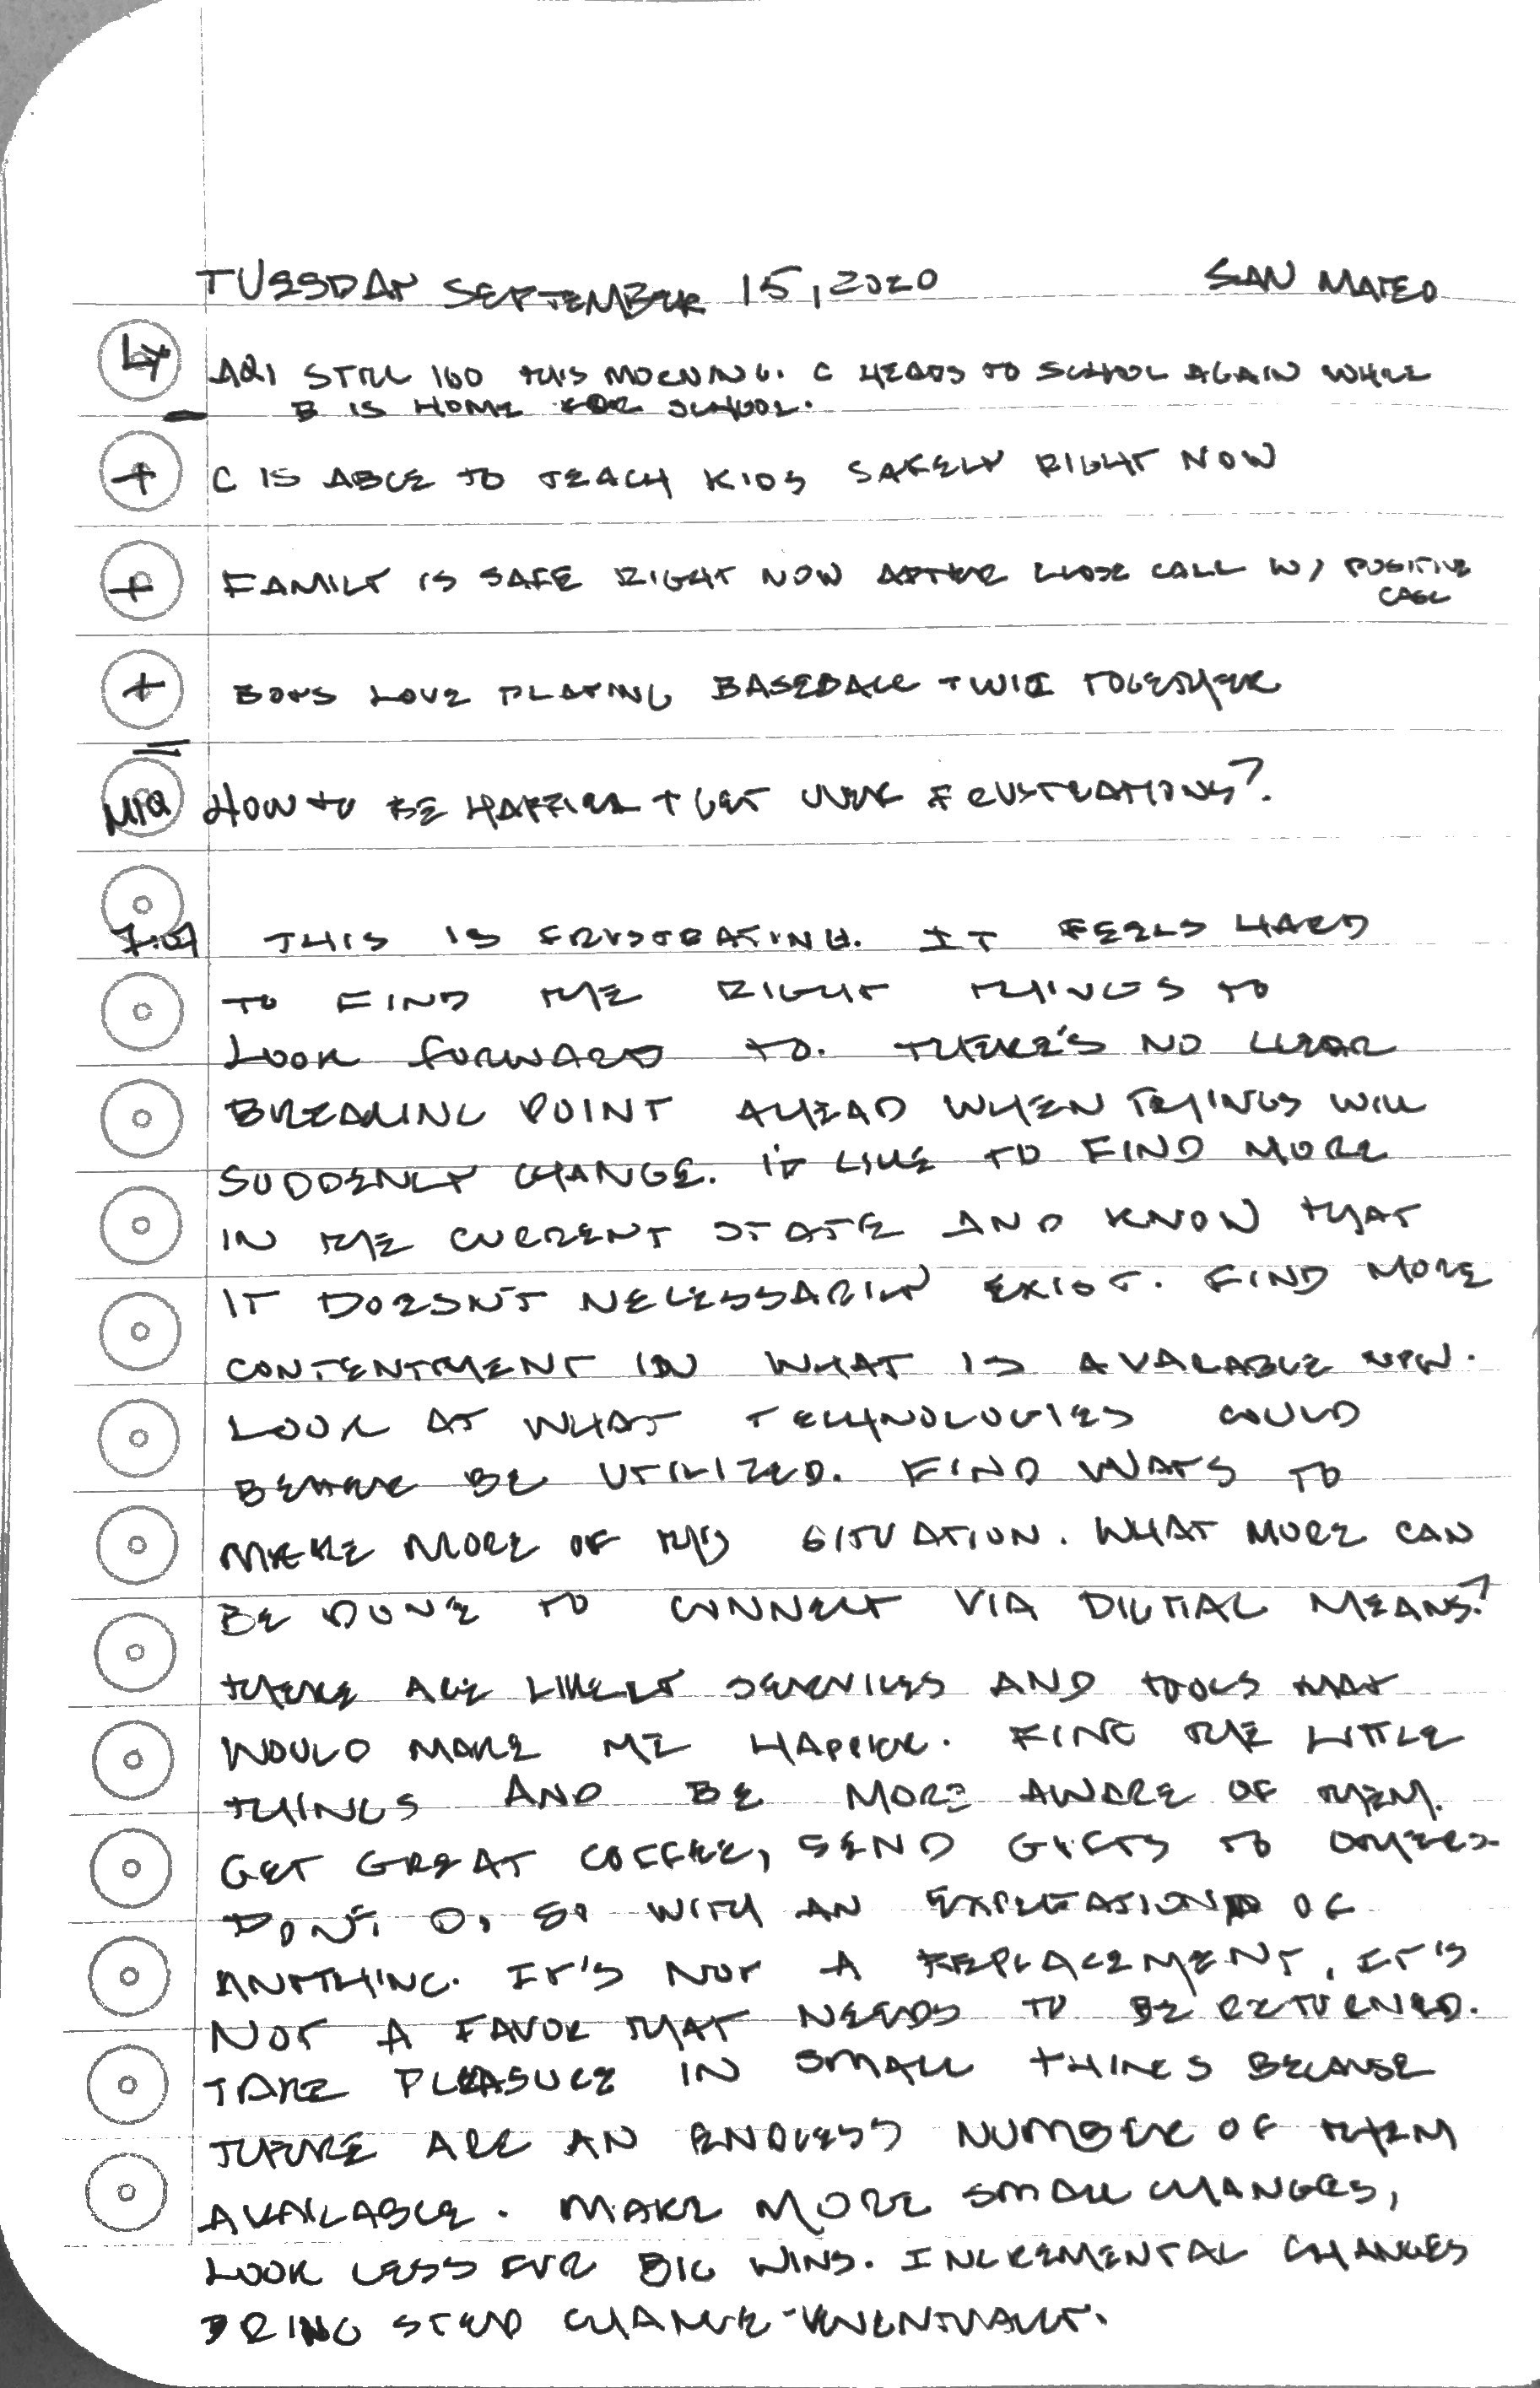 TUESDAY SEPTEMBER 15, 2020 SAN MATEO
LY AQI STILL 160 THIS MORNING. C HEADS TO SCHOOL AGAIN WHILE
B IS HOME FOR SCHOOL.
+ C IS ABLE TO TEACH KIDS SAFELY RIGHT NOW
+ FAMILY IS SAFE RIGHT NOW AFTER CLOSE CALL W/ POSITIVE
CASE
+ BOYS LOVE PLAYING BASEBALL TOGETHER
MIQ HOW TO BE HAPPIER + GET OVER FRUSTRATIONS?
7:07 THIS IS FRUSTRATING. IT FEELS HARD
TO FIND THE RIGHT THINGS TO
LOOK FORWARD TO. THERE'S NO CLEAR
BREAKING POINT AHEAD WHEN THINGS WILL
SUDDENLY CHANGE. I'D LIKE TO FIND MORE
IN THE CURRENT STATE AND KNOW THAT
IT DOESN'T NECESSARILY EXIST. FIND MORE
CONTENTMENT IN WHAT IS AVALABLE NOW.
LOOK AT WHAT TECHNOLOGIES COULD
BETTER BE UTILIZED. FIND WAYS TO
MAKE MORE OF THIS SITUATION. WHAT MORE CAN
BE DONE TO CONNECT VIA DIGITAL MEANS?
THERE ARE LIKELY SERVICES AND TOOLS THAT
WOULD MAKE ME HAPPIER. FIND THE LITTLE
THINGS AND BE MORE AWARE OF THEM.
GET GREAT COFFEE, SEND GIFTS TO OTHERS.
DON'T DO SO WITH AN EXPECTATION OF
ANYTHING. IT'S NOT A REPLACEMENT, IT'S
NOT A FAVOR THAT NEEDS TO BE RETURNED.
TAKE PLEASURE IN SMALL THINGS BECAUSE
THERE ARE AN ENDLESS NUMBER OF THEM
AVAILABLE. MAKE MORE SMALL CHANGES,
LOOK LESS FOR BIG WINS. INCREMENTAL CHANGES
BRING STEP CHANGE EVENTUALLY.